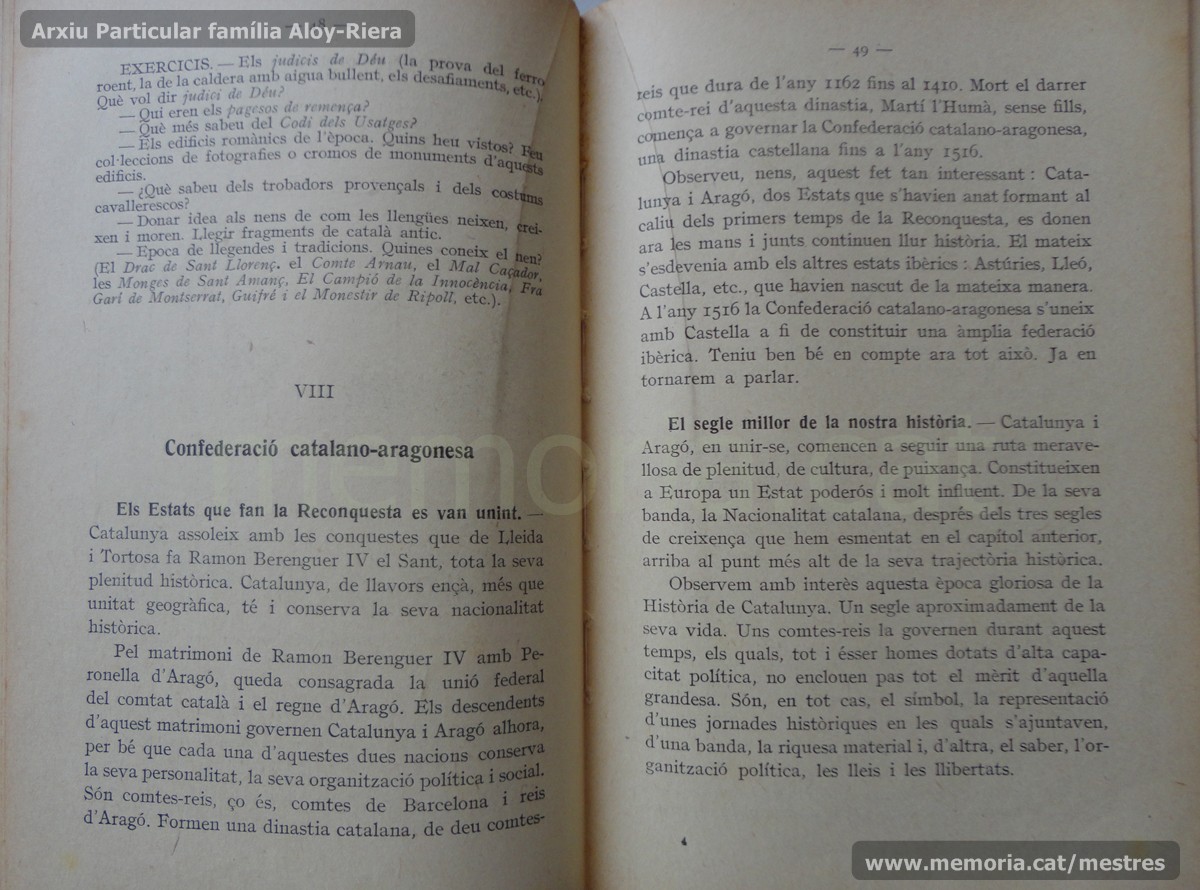 Arxiu Particular família Aloy-Riera
— 48 —
EXERCICIS. — Els judicis de Déu (la prova del ferro
roent, la de la caldera amb aigua bullent, els desafiaments, etc.).
Què vol dir judici de Déu?
— Qui eren els pagesos de remença?
— Què més sabeu del Codi dels Usatges?
— Els edificis romànics de l'època. Quins heu vistos? Feu
col·leccions de fotografies o cromos de monuments d'aquests
edificis.
— ¿Què sabeu dels trobadors provençals i dels costums
cavallerescos?
— Donar idea als nens de com les llengües neixen, crei-
xen i moren. Llegir fragments de català antic.
— Epoca de llegendes i tradicions. Quines coneix el nen?
(El Drac de Sant Llorenç. el Comte Arnau, el Mal Caçador,
les Monges de Sant Amanç, El Campió de la Innocència, Fra
Garí de Montserrat, Guifré i el Monestir de Ripoll, etc.).
VIII
Confederació catalano-aragonesa
Els Estats que fan la Reconquesta es van unint. —
Catalunya assoleix amb les conquestes que de Lleida
i Tortosa fa Ramon Berenguer IV el Sant, tota la seva
plenitud històrica. Catalunya, de llavors ençà, més que
unitat geogràfica, té i conserva la seva nacionalitat
històrica.
Pel matrimoni de Ramon Berenguer IV amb Pe-
ronella d'Aragó, queda consagrada la unió federal
del comtat català i el regne d'Aragó. Els descendents
d'aquest matrimoni governen Catalunya i Aragó alhora,
per bé que cada una d'aquestes dues nacions conserva
la seva personalitat, la seva organització política i social.
Són comtes-reis, ço és, comtes de Barcelona i reis
d'Aragó. Formen una dinastia catalana, de deu comtes-
— 49 —
reis que dura de l'any 1162 fins al 1410. Mort el darrer
comte-rei d'aquesta dinastia, Martí l'Humà, sense fills,
comença a governar la Confederació catalano-aragonesa,
una dinastia castellana fins a l'any 1516.
Observeu, nens, aquest fet tan interessant : Cata-
lunya i Aragó, dos Estats que s'havien anat formant al
caliu dels primers temps de la Reconquesta, es donen
ara les mans i junts continuen llur història. El mateix
s'esdevenia amb els altres estats ibèrics : Astúries, Lleó,
Castella, etc., que havien nascut de la mateixa manera.
A l'any 1516 la Confederació catalano-aragonesa s'uneix
amb Castella a fi de constituir una àmplia federació
ibèrica. Teniu ben bé en compte ara tot això. Ja en
tornarem a parlar.
El segle millor de la nostra història. — Catalunya i
Aragó, en unir-se, comencen a seguir una ruta merave-
llosa de plenitud, de cultura, de puixança. Constitueixen
a Europa un Estat poderós i molt influent. De la seva
banda, la Nacionalitat catalana, després dels tres segles
de creixença que hem esmentat en el capítol anterior,
arriba al punt més alt de la seva trajectòria històrica.
Observem amb interès aquesta època gloriosa de la
Història de Catalunya. Un segle aproximadament de la
seva vida. Uns comtes-reis la governen durant aquest
temps, els quals, tot i ésser homes dotats d'alta capa-
citat política, no enclouen pas tot el mèrit d'aquella
grandesa. Són, en tot cas, el símbol, la representació
d'unes jornades històriques en les quals s'ajuntaven,
d'una banda, la riquesa material i, d'altra, el saber, l'or-
ganització política, les lleis i les llibertats.
4
www.memoria.cat/mestres